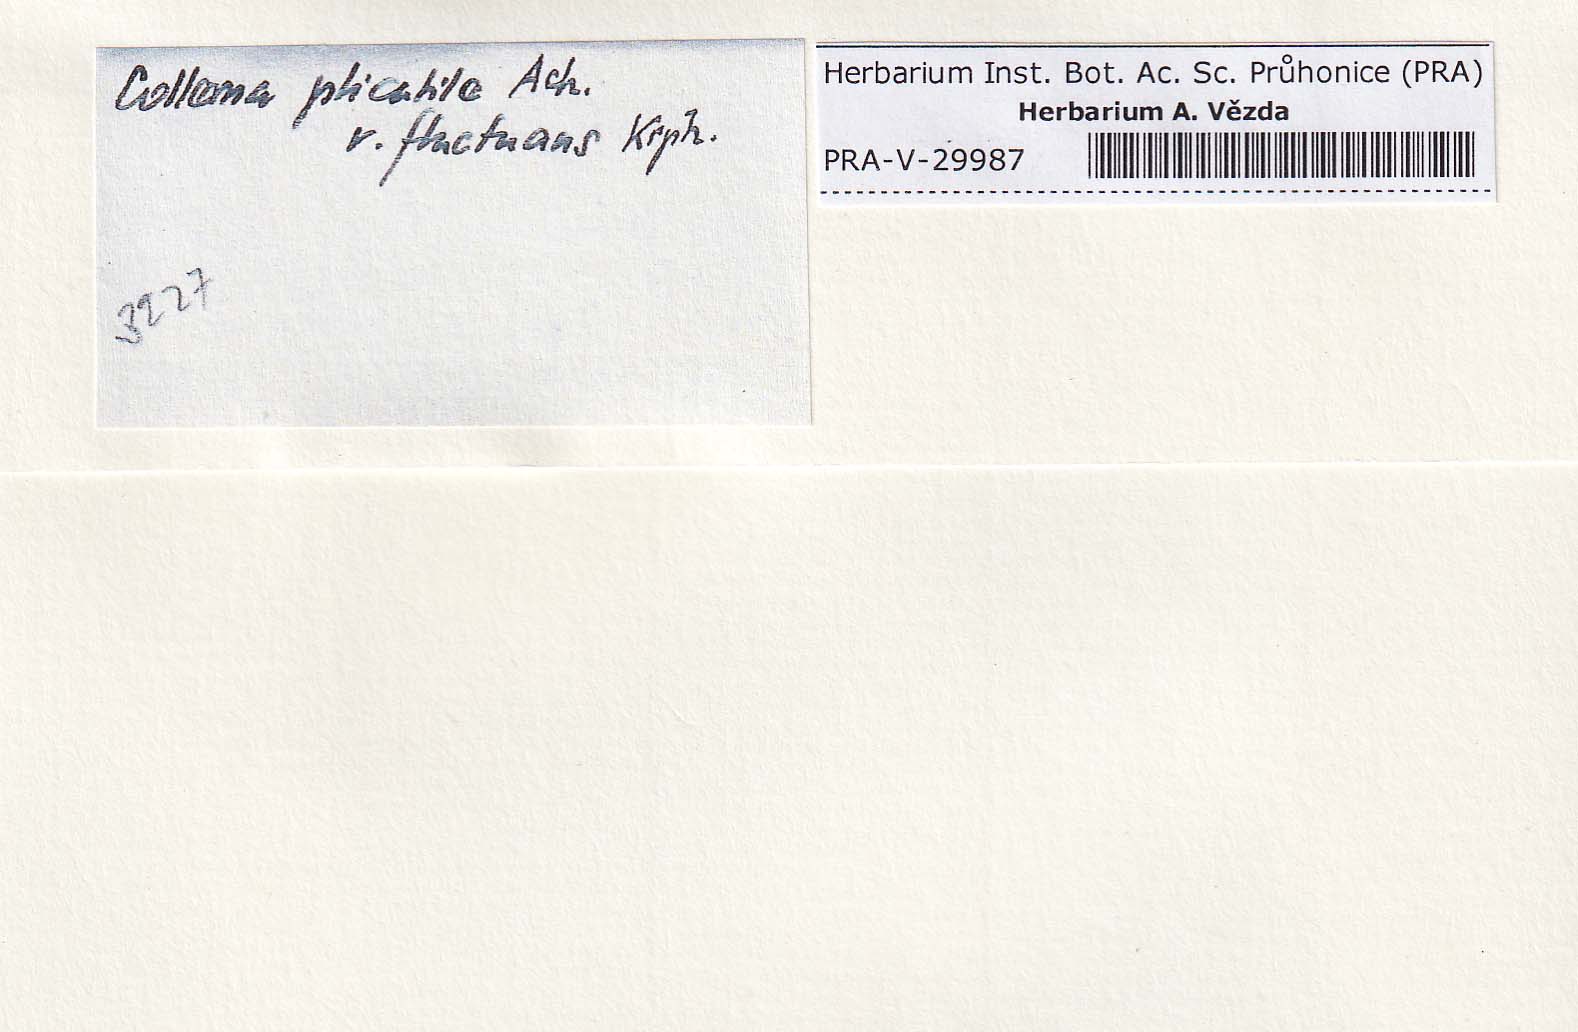 Collema plicatile Ach.
v. fluctuans Krph.
3227
Herbarium Inst. Bot. Ac. Sc. Průhonice (PRA)
Herbarium A. Vězda
PRA-V-29987